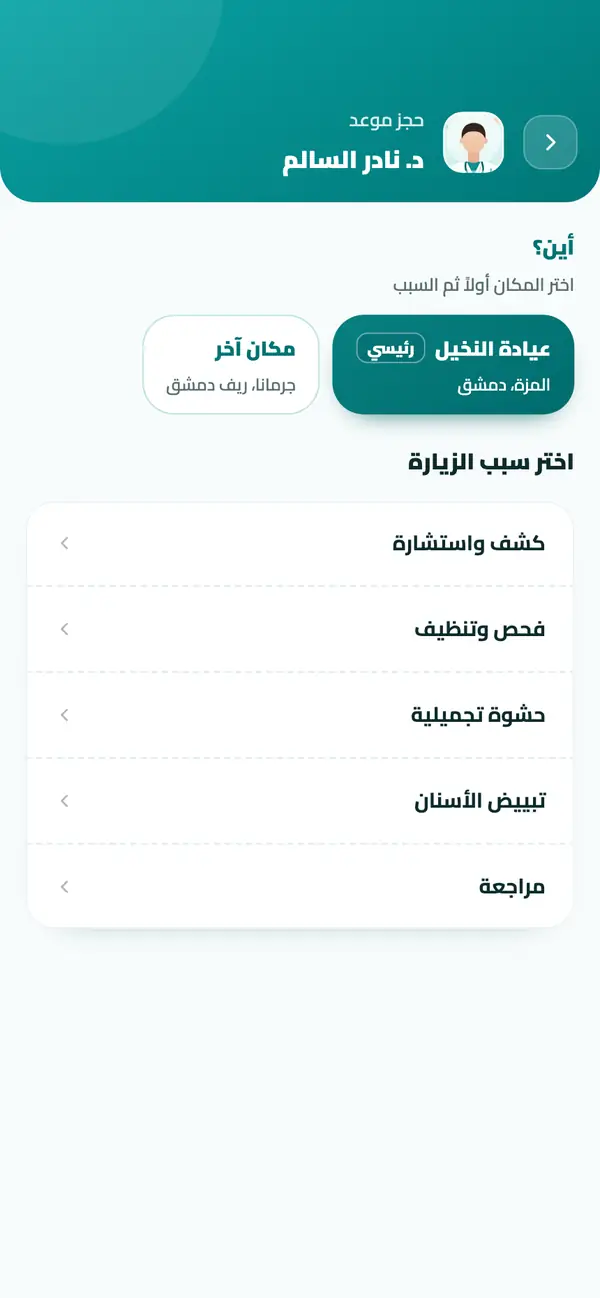 حجز موعد
د. نادر السالم
أين؟
اختر المكان أولاً ثم السبب
عيادة النخيل رئيسي
المزة، دمشق
مكان آخر
جرمانا، ريف دمشق
اختر سبب الزيارة
كشف واستشارة
فحص وتنظيف
حشوة تجميلية
تبييض الأسنان
مراجعة